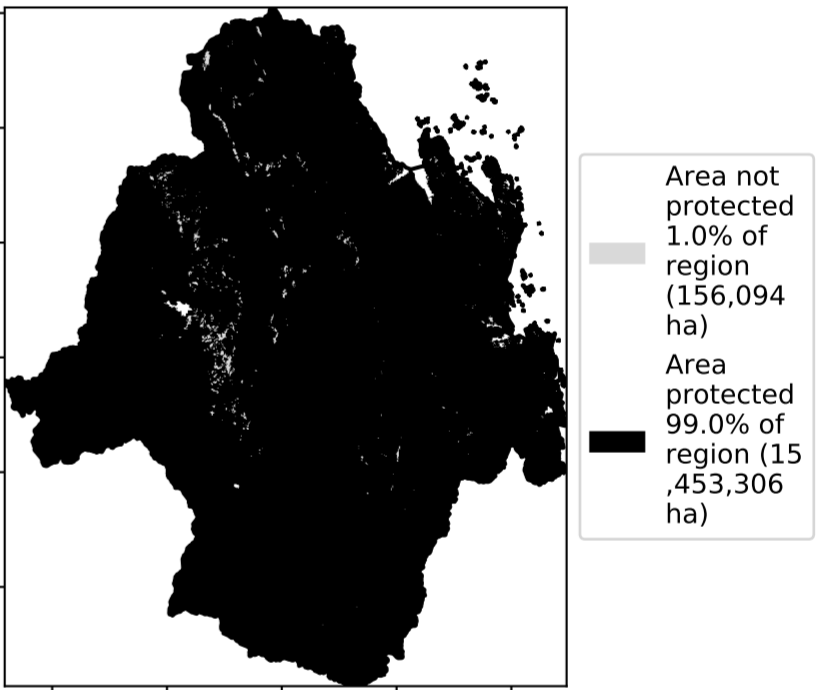 Area not
protected
1.0% of
region
(156,094
ha)
Area
protected
99.0% of
region (15
,453,306
ha)